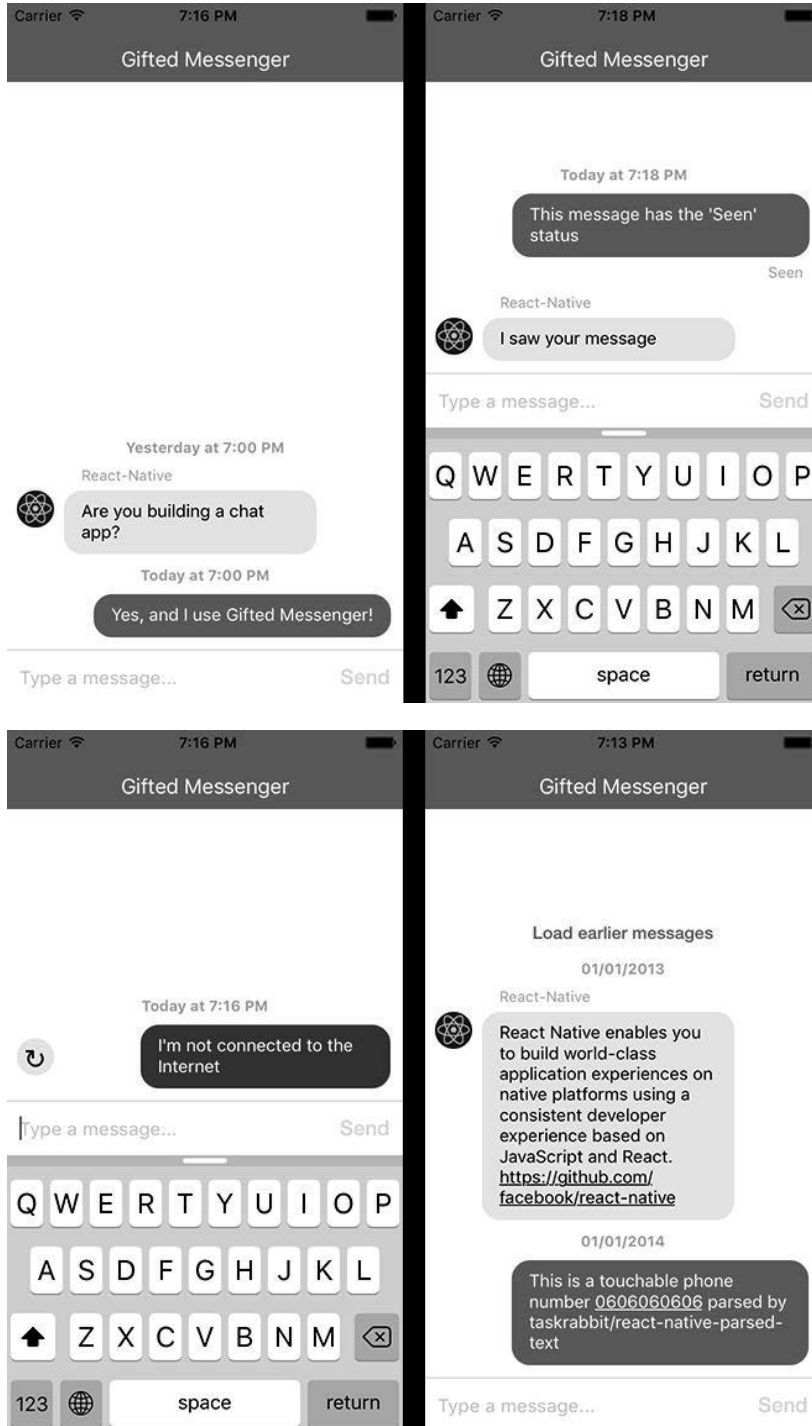 Carrier 7:16 PM
Gifted Messenger
Yesterday at 7:00 PM
React-Native
Are you building a chat
app?
Today at 7:00 PM
Yes, and I use Gifted Messenger!
Type a message... Send
Carrier 7:18 PM
Gifted Messenger
Today at 7:18 PM
This message has the 'Seen'
status
Seen
React-Native
I saw your message
Type a message... Send
Q W E R T Y U I O P
A S D F G H J K L
Z X C V B N M
123 space return
Carrier 7:16 PM
Gifted Messenger
Today at 7:16 PM
I'm not connected to the
Internet
Type a message... Send
Q W E R T Y U I O P
A S D F G H J K L
Z X C V B N M
123 space return
Carrier 7:13 PM
Gifted Messenger
Load earlier messages
01/01/2013
React-Native
React Native enables you
to build world-class
application experiences on
native platforms using a
consistent developer
experience based on
JavaScript and React.
https://github.com/
facebook/react-native
01/01/2014
This is a touchable phone
number 0606060606 parsed by
taskrabbit/react-native-parsed-
text
Type a message... Send